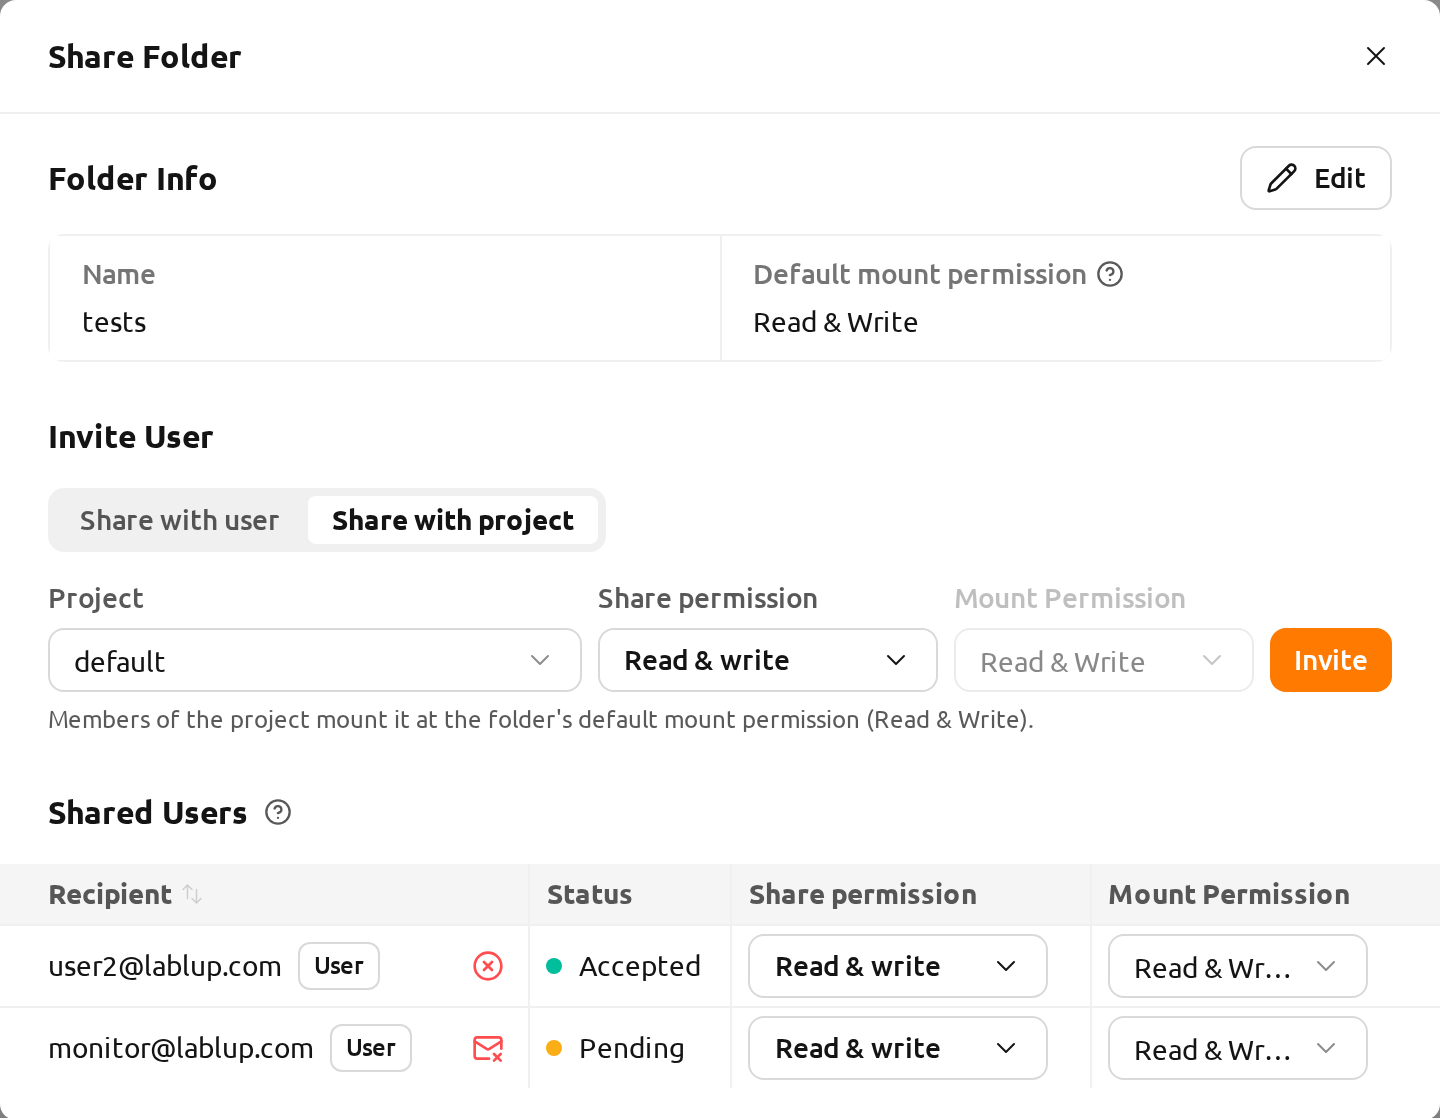 Share Folder
Folder Info
Edit
Name
Default mount permission
tests
Read & Write
Invite User
Share with user
Share with project
Project
Share permission
Mount Permission
default
Read & write
Read & Write
Invite
Members of the project mount it at the folder's default mount permission (Read & Write).
Shared Users
Recipient
Status
Share permission
Mount Permission
user2@lablup.com
User
Accepted
Read & write
Read & Wr...
monitor@lablup.com
User
Pending
Read & write
Read & Wr...